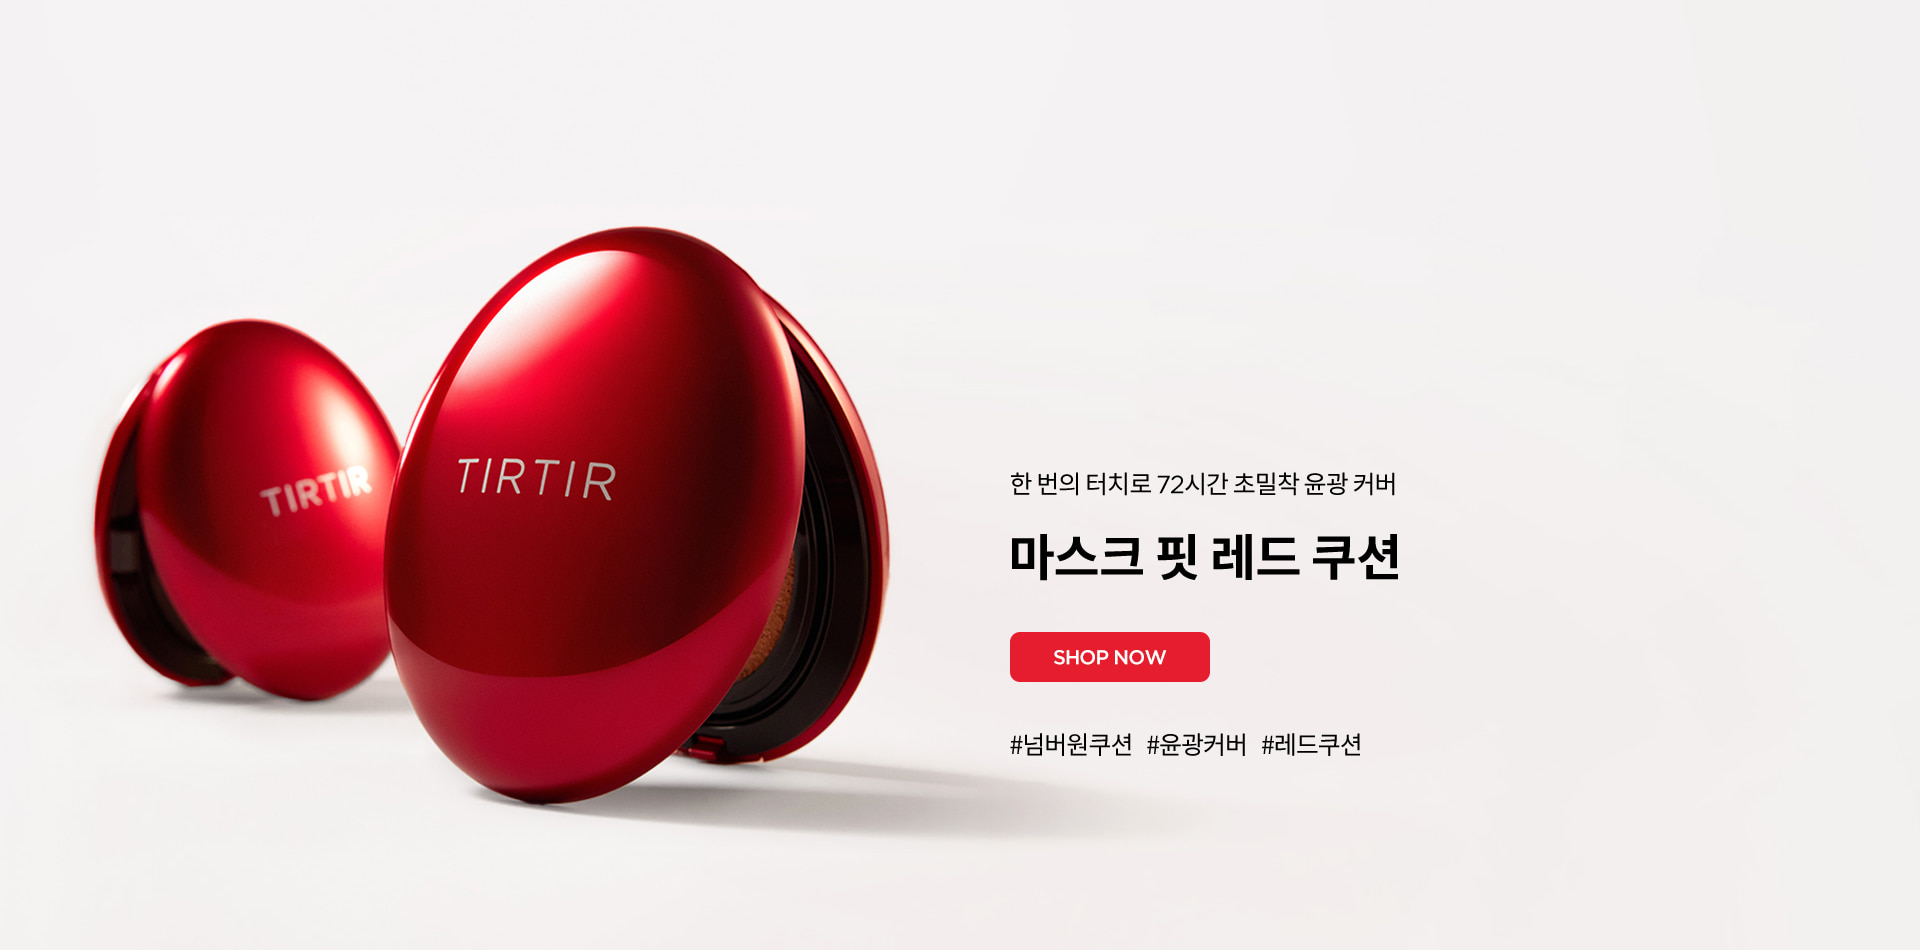 TIRTIR
TIRTIR
한 번의 터치로 72시간 초밀착 윤광 커버
마스크 핏 레드 쿠션
SHOP NOW
#넘버원쿠션 #윤광커버 #레드쿠션